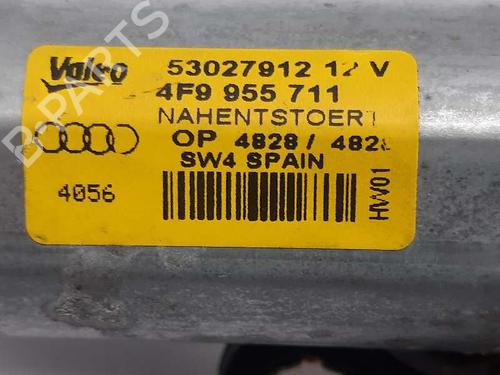 Valeo
53027912 12 V
4F9 955 711
NAHENTSTOERT
OP 4828 / 482
SW4 SPAIN
4056
HW01
B-PARTS